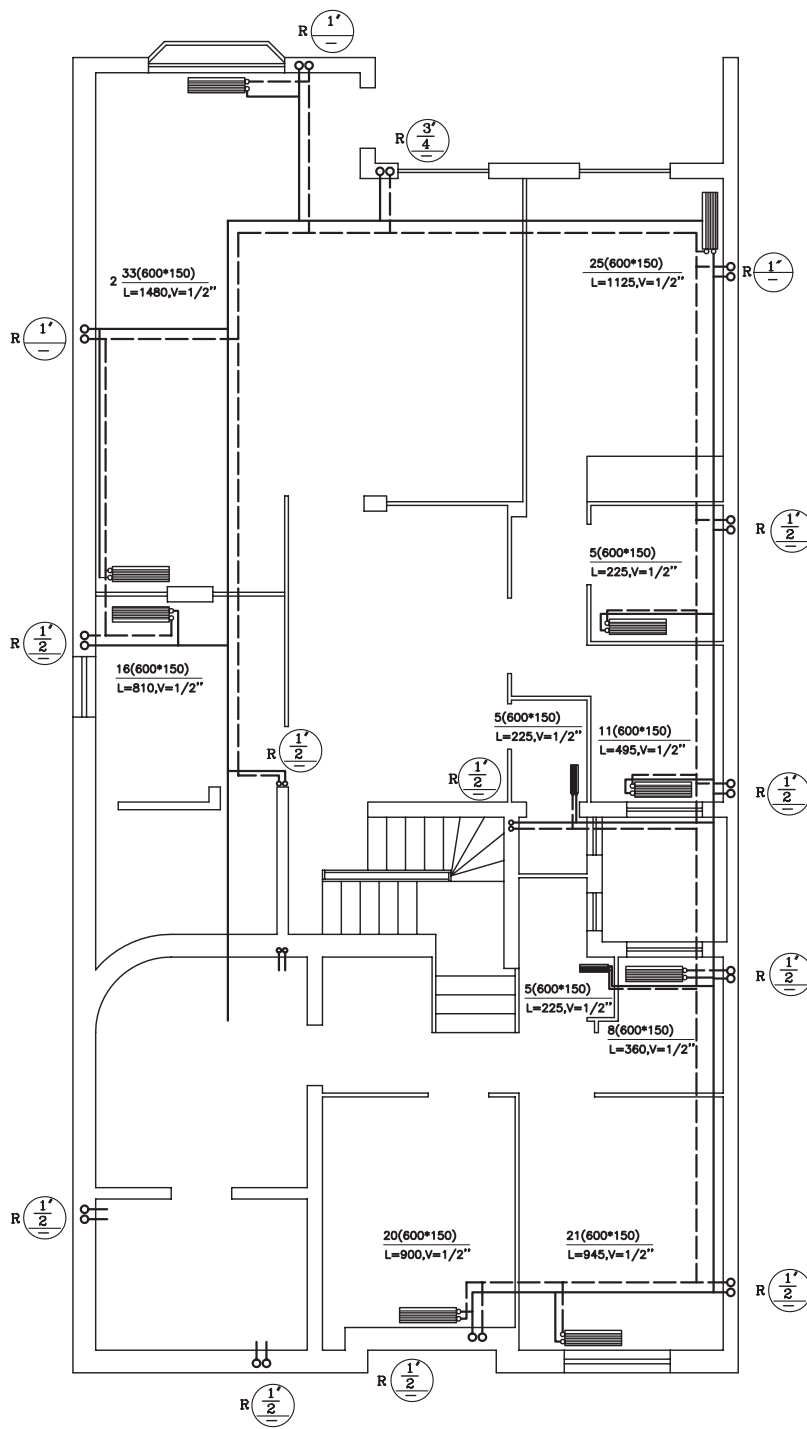 R 1'
—
R 3'
4
—
2 33(600*150)
L=1480,V=1/2"
25(600*150)
L=1125,V=1/2"
R 1"
—
R 1'
—
R 1'
2
—
5(600*150)
L=225,V=1/2"
R 1'
2
—
16(600*150)
L=810,V=1/2"
5(600*150)
L=225,V=1/2"
11(600*150)
L=495,V=1/2"
R 1'
2
—
R 1'
2
—
R 1'
2
—
R 1'
2
—
5(600*150)
L=225,V=1/2"
8(600*150)
L=360,V=1/2"
R 1'
2
—
20(600*150)
L=900,V=1/2"
21(600*150)
L=945,V=1/2"
R 1'
2
—
R 1'
2
—
R 1'
2
—